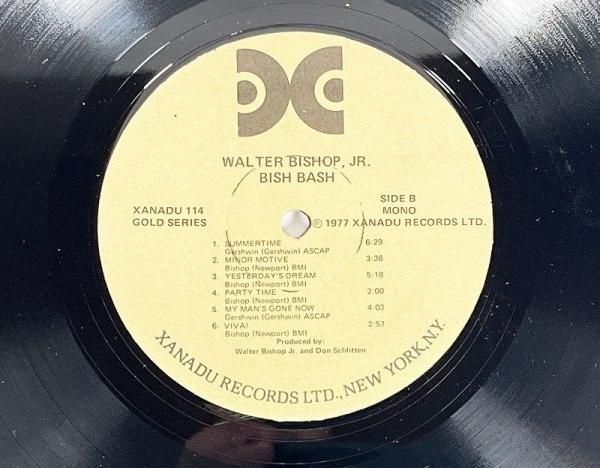 WALTER BISHOP, JR.
BISH BASH
XANADU 114
GOLD SERIES
SIDE B
MONO
℗ 1977 XANADU RECORDS LTD.
1. SUMMERTIME 6:29
Gershwin (Gershwin) ASCAP
2. MINOR MOTIVE 3:36
Bishop (Newport) BMI
3. YESTERDAY'S DREAM 5:18
Bishop (Newport) BMI
4. PARTY TIME 2:00
Bishop (Newport) BMI
5. MY MAN'S GONE NOW 4:03
Gershwin (Gershwin) ASCAP
6. VIVA! 2:57
Bishop (Newport) BMI
Produced by:
Walter Bishop Jr. and Don Schlitten
XANADU RECORDS LTD., NEW YORK, N.Y.